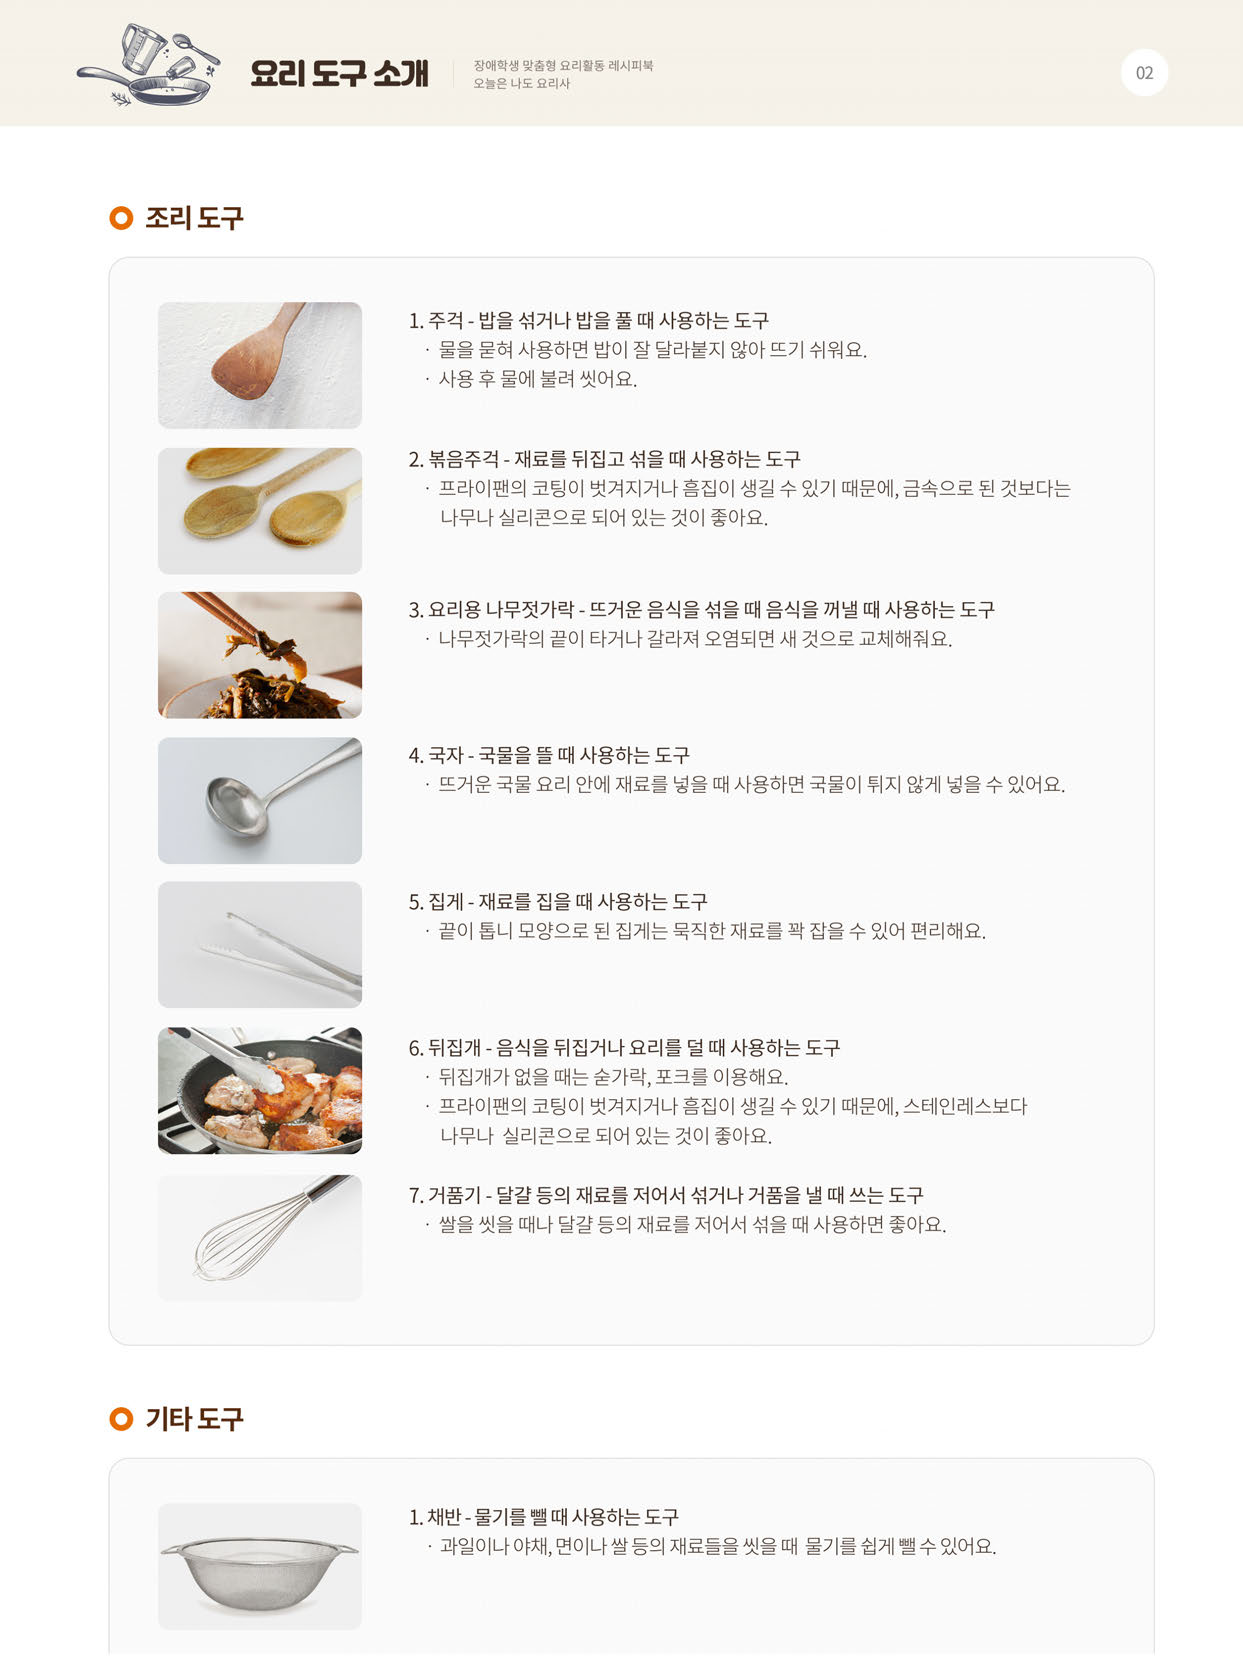 요리 도구 소개
장애학생 맞춤형 요리활동 레시피북
오늘은 나도 요리사
02
조리 도구
1. 주걱 - 밥을 섞거나 밥을 풀 때 사용하는 도구
· 물을 묻혀 사용하면 밥이 잘 달라붙지 않아 뜨기 쉬워요.
· 사용 후 물에 불려 씻어요.
2. 볶음주걱 - 재료를 뒤집고 섞을 때 사용하는 도구
· 프라이팬의 코팅이 벗겨지거나 흠집이 생길 수 있기 때문에, 금속으로 된 것보다는
나무나 실리콘으로 되어 있는 것이 좋아요.
3. 요리용 나무젓가락 - 뜨거운 음식을 섞을 때 음식을 꺼낼 때 사용하는 도구
· 나무젓가락의 끝이 타거나 갈라져 오염되면 새 것으로 교체해줘요.
4. 국자 - 국물을 뜰 때 사용하는 도구
· 뜨거운 국물 요리 안에 재료를 넣을 때 사용하면 국물이 튀지 않게 넣을 수 있어요.
5. 집게 - 재료를 집을 때 사용하는 도구
· 끝이 톱니 모양으로 된 집게는 묵직한 재료를 꽉 잡을 수 있어 편리해요.
6. 뒤집개 - 음식을 뒤집거나 요리를 덜 때 사용하는 도구
· 뒤집개가 없을 때는 숟가락, 포크를 이용해요.
· 프라이팬의 코팅이 벗겨지거나 흠집이 생길 수 있기 때문에, 스테인레스보다
나무나 실리콘으로 되어 있는 것이 좋아요.
7. 거품기 - 달걀 등의 재료를 저어서 섞거나 거품을 낼 때 쓰는 도구
· 쌀을 씻을 때나 달걀 등의 재료를 저어서 섞을 때 사용하면 좋아요.
기타 도구
1. 채반 - 물기를 뺄 때 사용하는 도구
· 과일이나 야채, 면이나 쌀 등의 재료들을 씻을 때 물기를 쉽게 뺄 수 있어요.